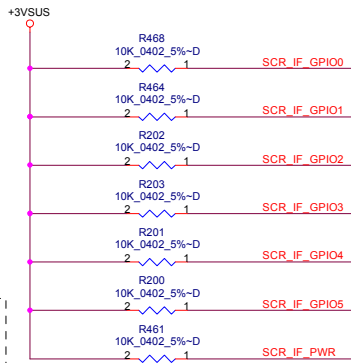 +3VSUS
R468
10K_0402_5%~D
2 1 SCR_IF_GPIO0
R464
10K_0402_5%~D
2 1 SCR_IF_GPIO1
R202
10K_0402_5%~D
2 1 SCR_IF_GPIO2
R203
10K_0402_5%~D
2 1 SCR_IF_GPIO3
R201
10K_0402_5%~D
2 1 SCR_IF_GPIO4
R200
10K_0402_5%~D
2 1 SCR_IF_GPIO5
R461
10K_0402_5%~D
2 1 SCR_IF_PWR